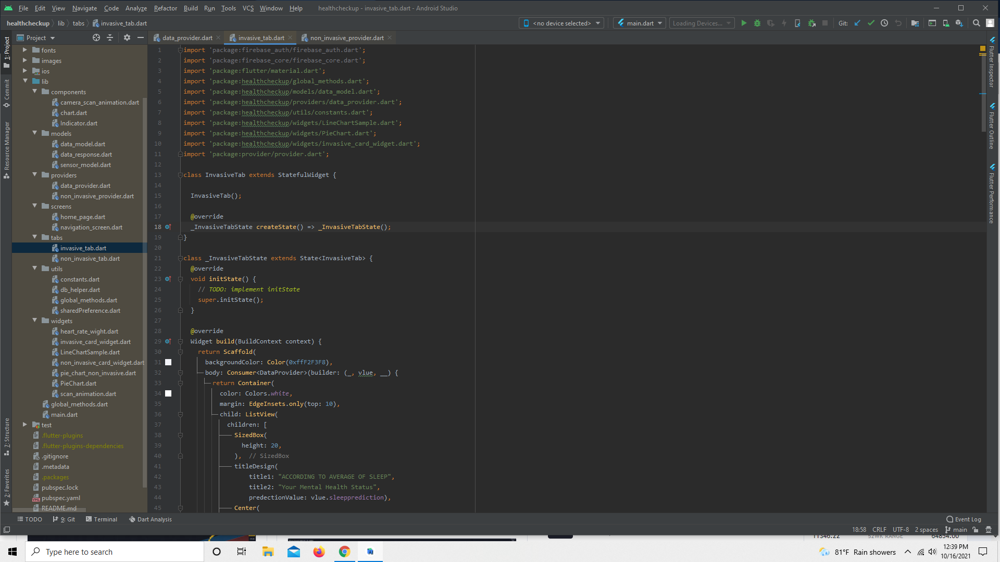 File Edit View Navigate Code Analyze Refactor Build Run Tools VCS Window Help healthcheckup - invasive_tab.dart - Android Studio
healthcheckup lib tabs invasive_tab.dart <no device selected> main.dart Loading Devices... Git:
Project data_provider.dart invasive_tab.dart non_invasive_provider.dart
1: Project
Commit
Resource Manager
7: Structure
2: Favorites
fonts
images
ios
lib
components
camera_scan_animation.dart
chart.dart
Indicator.dart
models
data_model.dart
data_response.dart
sensor_model.dart
providers
data_provider.dart
non_invasive_provider.dart
screens
home_page.dart
navigation_screen.dart
tabs
invasive_tab.dart
non_invasive_tab.dart
utils
constants.dart
db_helper.dart
global_methods.dart
sharedPreference.dart
widgets
heart_rate_wight.dart
invasive_card_widget.dart
LineChartSample.dart
non_invasive_card_widget.dart
pie_chart_non_invasive.dart
PieChart.dart
scan_animation.dart
global_methods.dart
main.dart
test
.flutter-plugins
.flutter-plugins-dependencies
.gitignore
.metadata
.packages
pubspec.lock
pubspec.yaml
README.md
1 import 'package:firebase_auth/firebase_auth.dart';
2 import 'package:firebase_core/firebase_core.dart';
3 import 'package:flutter/material.dart';
4 import 'package:healthcheckup/global_methods.dart';
5 import 'package:healthcheckup/models/data_model.dart';
6 import 'package:healthcheckup/providers/data_provider.dart';
7 import 'package:healthcheckup/utils/constants.dart';
8 import 'package:healthcheckup/widgets/LineChartSample.dart';
9 import 'package:healthcheckup/widgets/PieChart.dart';
10 import 'package:healthcheckup/widgets/invasive_card_widget.dart';
11 import 'package:provider/provider.dart';
12
13 class InvasiveTab extends StatefulWidget {
14
15 InvasiveTab();
16
17 @override
18 _InvasiveTabState createState() => _InvasiveTabState();
19 }
20
21 class _InvasiveTabState extends State<InvasiveTab> {
22 @override
23 void initState() {
24 // TODO: implement initState
25 super.initState();
26 }
27
28 @override
29 Widget build(BuildContext context) {
30 return Scaffold(
31 backgroundColor: Color(0xffF2F3F8),
32 body: Consumer<DataProvider>(builder: (_, vlue, __) {
33 return Container(
34 color: Colors.white,
35 margin: EdgeInsets.only(top: 10),
36 child: ListView(
37 children: [
38 SizedBox(
39 height: 20,
40 ), // SizedBox
41 titleDesign(
42 title1: "ACCORDING TO AVERAGE OF SLEEP",
43 title2: "Your Mental Health Status",
44 predectionValue: vlue.sleepprediction),
45 Center(
Flutter Inspector
Flutter Outline
Flutter Performance
TODO 9: Git Terminal Dart Analysis Event Log
18:58 CRLF UTF-8 2 spaces main
11346.22 52WK RANGE 64854.00
Type here to search 81°F Rain showers 12:39 PM
10/16/2021